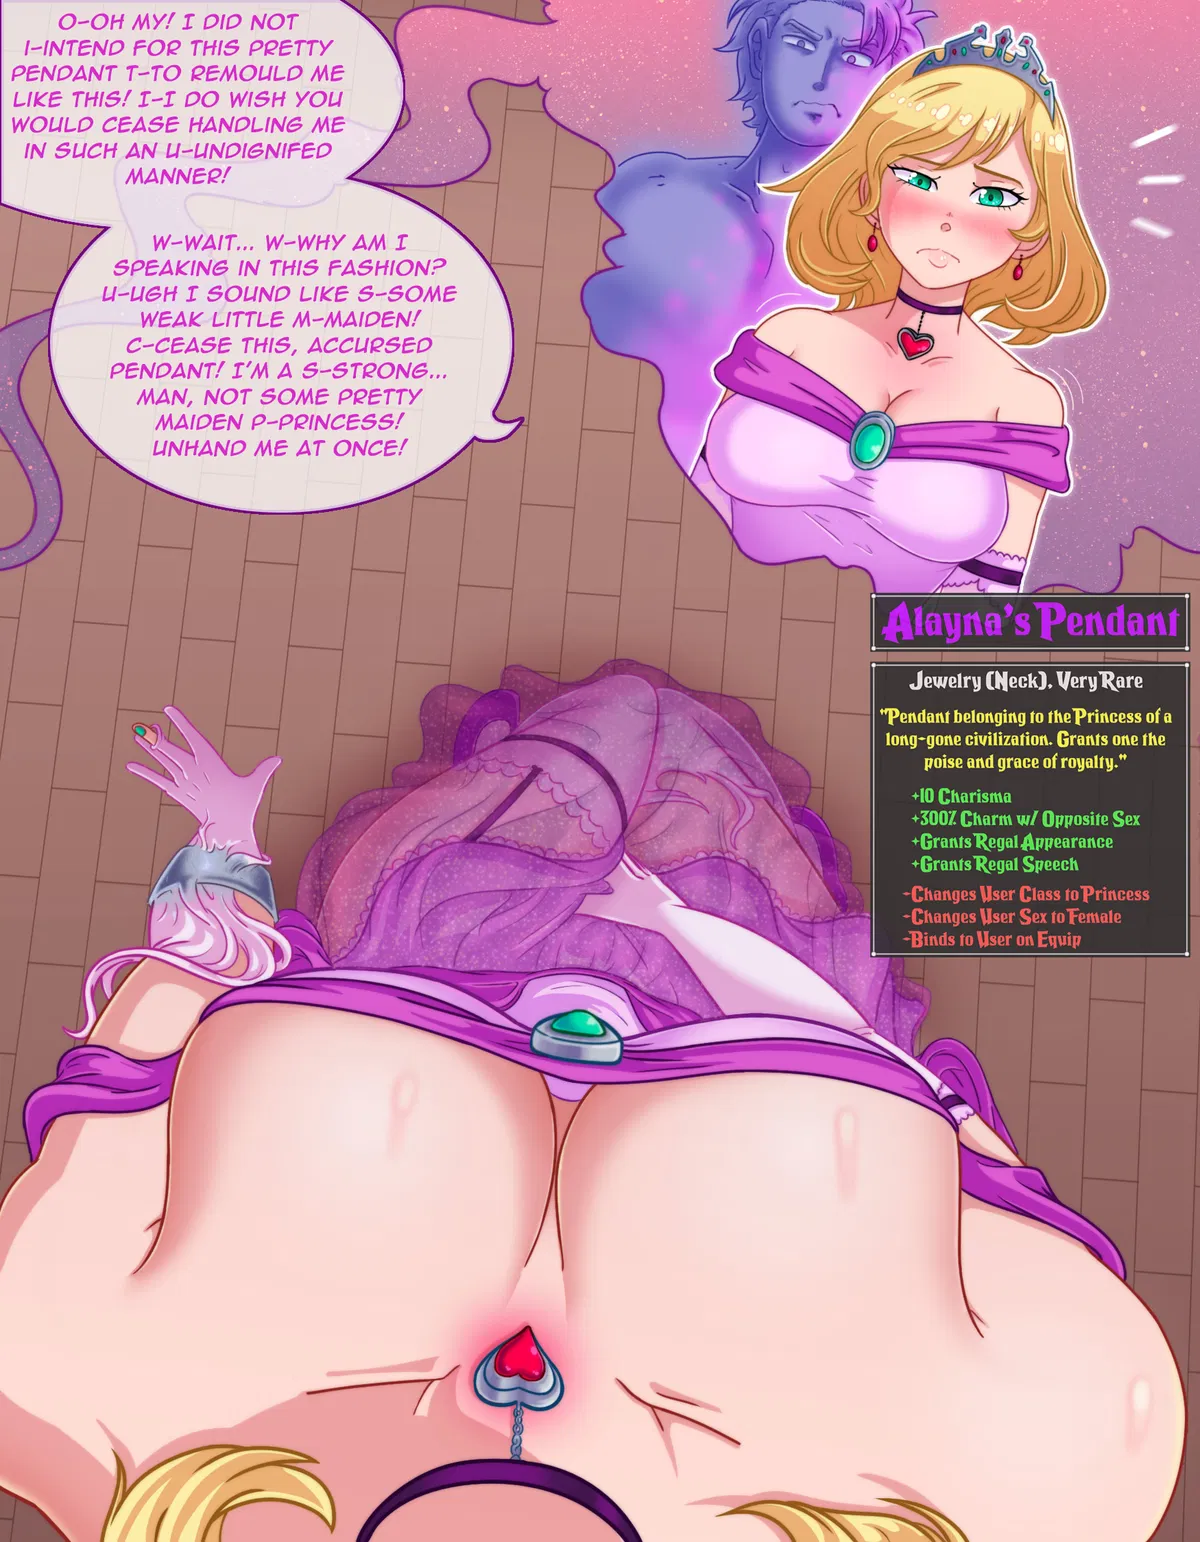 O-OH MY! I DID NOT
I-INTEND FOR THIS PRETTY
PENDANT T-TO REMOULD ME
LIKE THIS! I-I DO WISH YOU
WOULD CEASE HANDLING ME
IN SUCH AN U-UNDIGNIFED
MANNER!
W-WAIT... W-WHY AM I
SPEAKING IN THIS FASHION?
U-UGH I SOUND LIKE S-SOME
WEAK LITTLE M-MAIDEN!
C-CEASE THIS, ACCURSED
PENDANT! I'M A S-STRONG...
MAN, NOT SOME PRETTY
MAIDEN P-PRINCESS!
UNHAND ME AT ONCE!
Alayna's Pendant
Jewelry (Neck), Very Rare
"Pendant belonging to the Princess of a
long-gone civilization. Grants one the
poise and grace of royalty."
+10 Charisma
+300% Charm w/ Opposite Sex
+Grants Regal Appearance
+Grants Regal Speech
-Changes User Class to Princess
-Changes User Sex to Female
-Binds to User on Equip